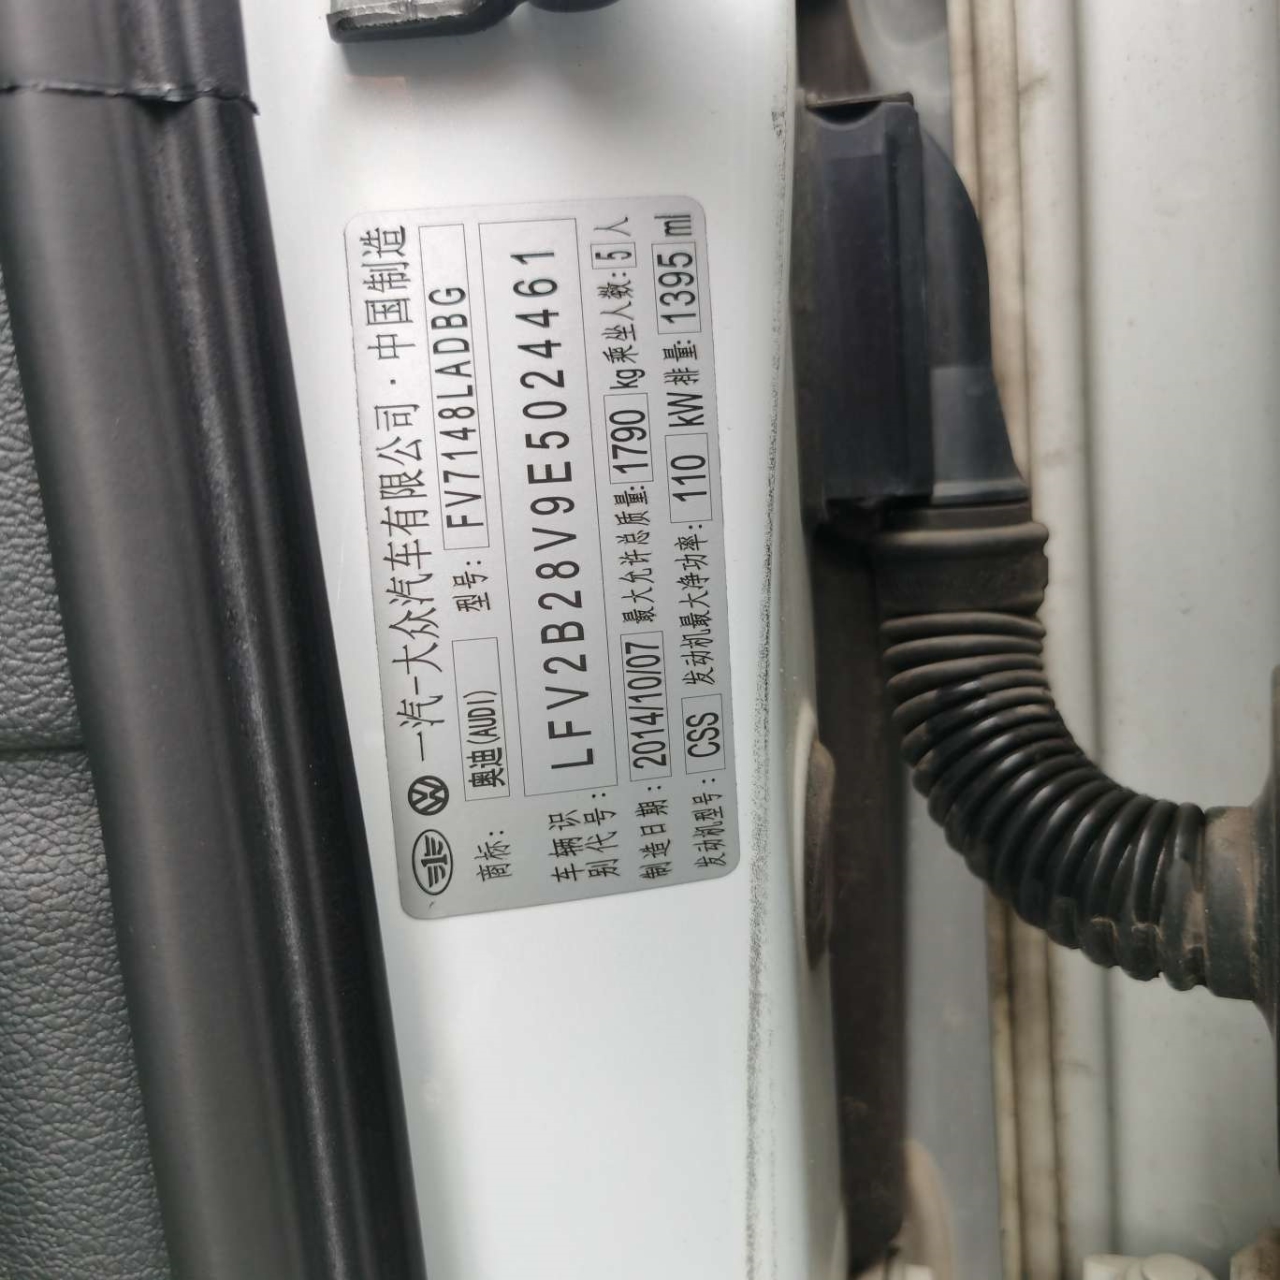 一汽-大众汽车有限公司·中国制造
商标: 奥迪(AUDI) 型号: FV7148LADBG
车辆识别代号: LFV2B28V9E5024461
制造日期: 2014/10/07 最大允许总质量: 1790 kg 乘坐人数: 5 人
发动机型号: CSS 发动机最大净功率: 110 kW 排量: 1395 ml